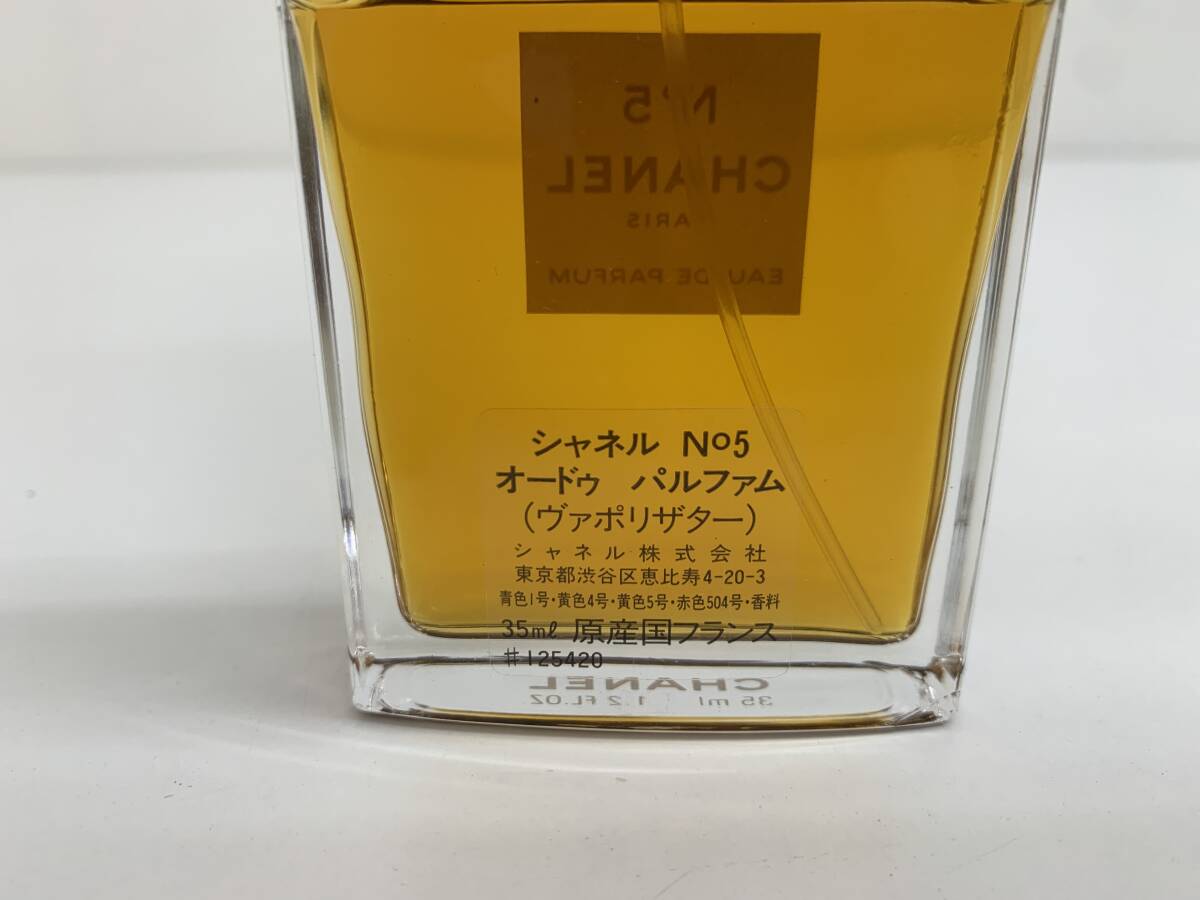 N°5
CHANEL
PARIS
EAU DE PARFUM
シャネル No5
オードゥ パルファム
(ヴァポリザター)
シャネル株式会社
東京都渋谷区恵比寿4-20-3
青色1号・黄色4号・黄色5号・赤色504号・香料
35ml 原産国フランス
#125420
CHANEL
35 ml 1.2 FL.OZ